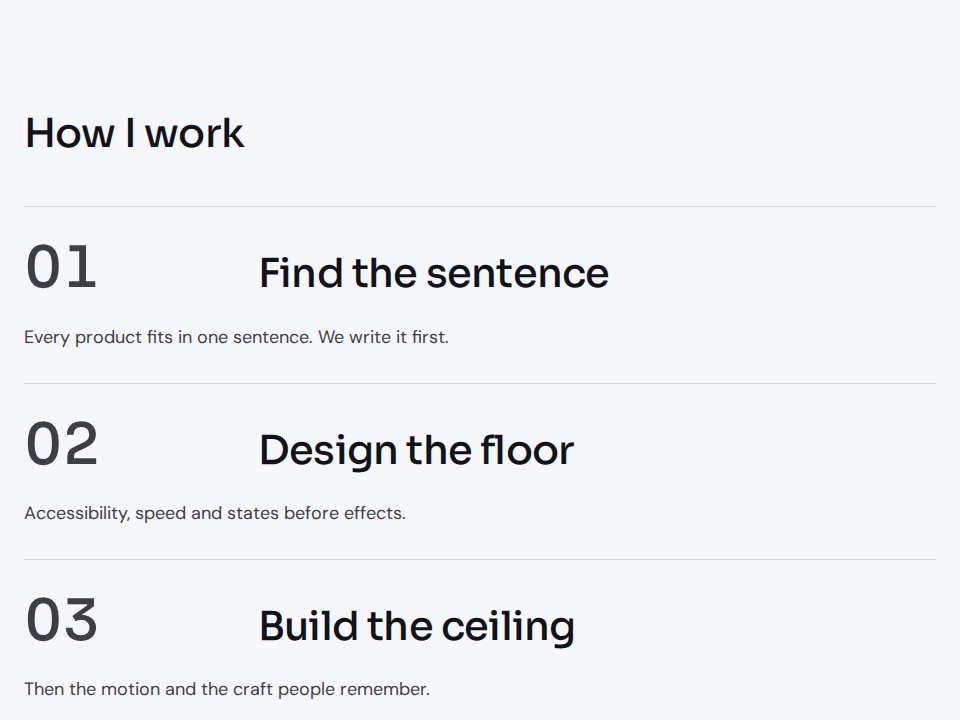 How I work
01 Find the sentence
Every product fits in one sentence. We write it first.
02 Design the floor
Accessibility, speed and states before effects.
03 Build the ceiling
Then the motion and the craft people remember.